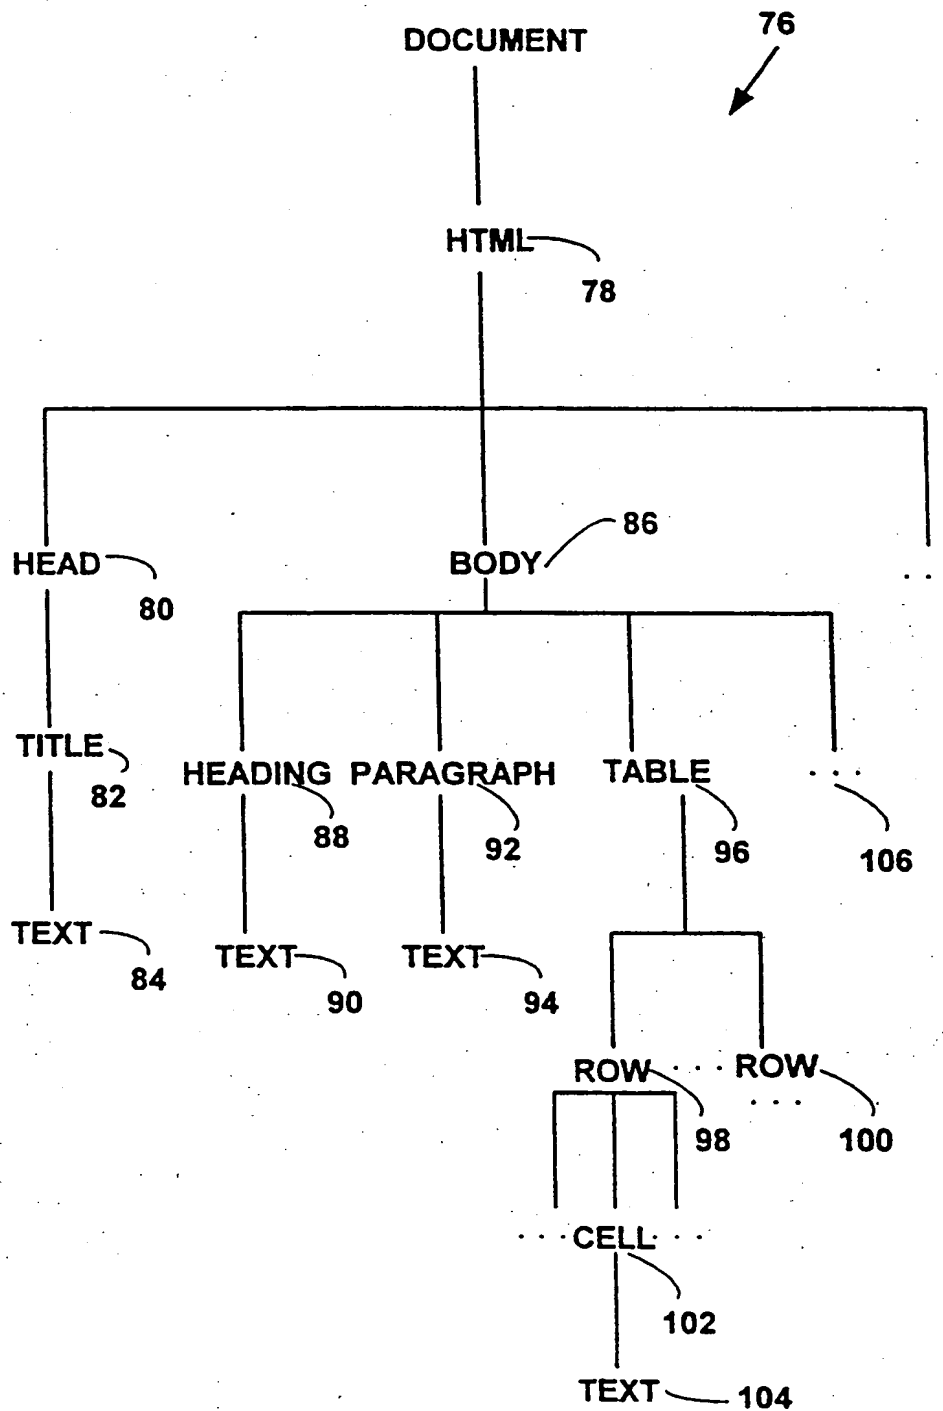 76
DOCUMENT
HTML
78
86
HEAD
BODY
. .
80
TITLE
82
HEADING PARAGRAPH TABLE . . .
88
92
96
106
TEXT
84
TEXT
90
TEXT
94
ROW . . . ROW
. . .
98
100
. . . CELL . . .
102
TEXT
104